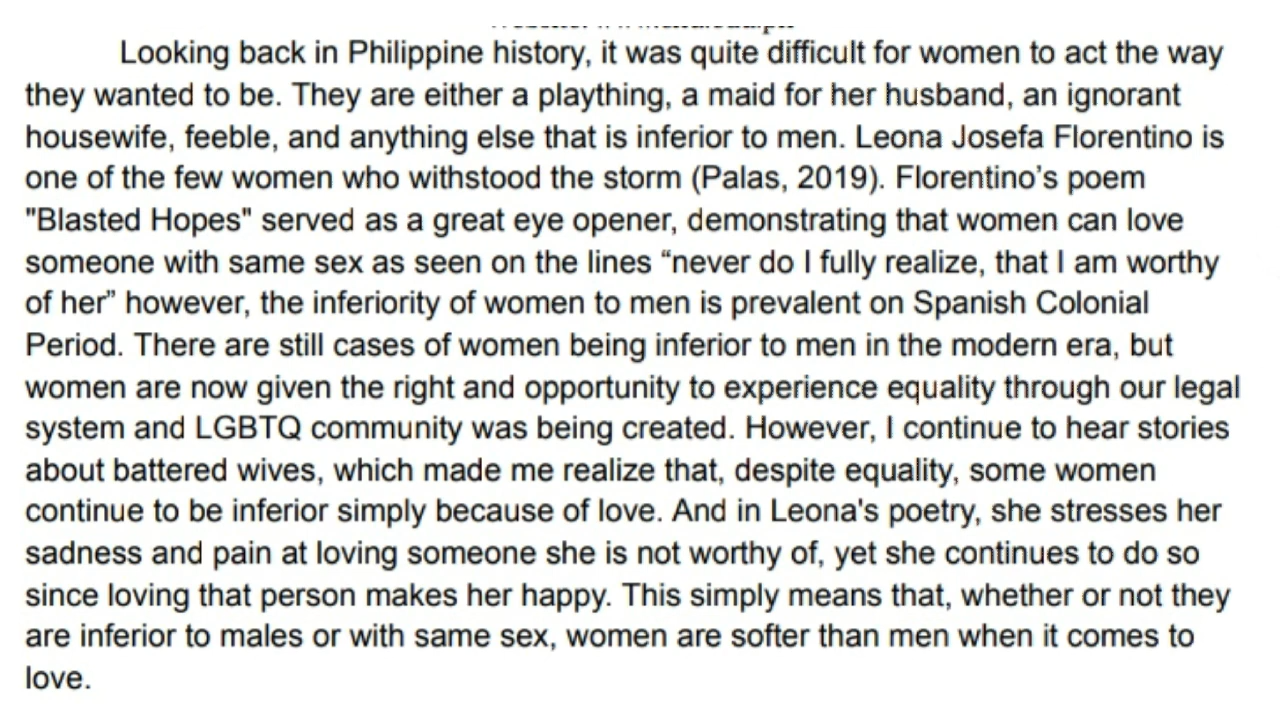 Looking back in Philippine history, it was quite difficult for women to act the way
they wanted to be. They are either a plaything, a maid for her husband, an ignorant
housewife, feeble, and anything else that is inferior to men. Leona Josefa Florentino is
one of the few women who withstood the storm (Palas, 2019). Florentino’s poem
"Blasted Hopes" served as a great eye opener, demonstrating that women can love
someone with same sex as seen on the lines “never do I fully realize, that I am worthy
of her” however, the inferiority of women to men is prevalent on Spanish Colonial
Period. There are still cases of women being inferior to men in the modern era, but
women are now given the right and opportunity to experience equality through our legal
system and LGBTQ community was being created. However, I continue to hear stories
about battered wives, which made me realize that, despite equality, some women
continue to be inferior simply because of love. And in Leona's poetry, she stresses her
sadness and pain at loving someone she is not worthy of, yet she continues to do so
since loving that person makes her happy. This simply means that, whether or not they
are inferior to males or with same sex, women are softer than men when it comes to
love.